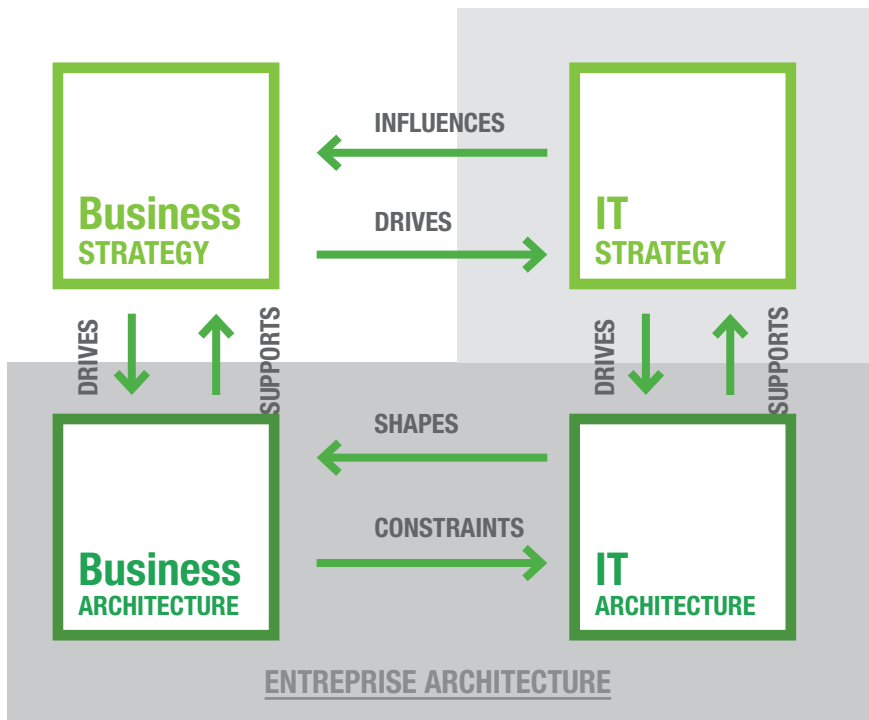 INFLUENCES
Business
STRATEGY
IT
STRATEGY
DRIVES
DRIVES
SUPPORTS
DRIVES
SUPPORTS
SHAPES
CONSTRAINTS
Business
ARCHITECTURE
IT
ARCHITECTURE
ENTREPRISE ARCHITECTURE